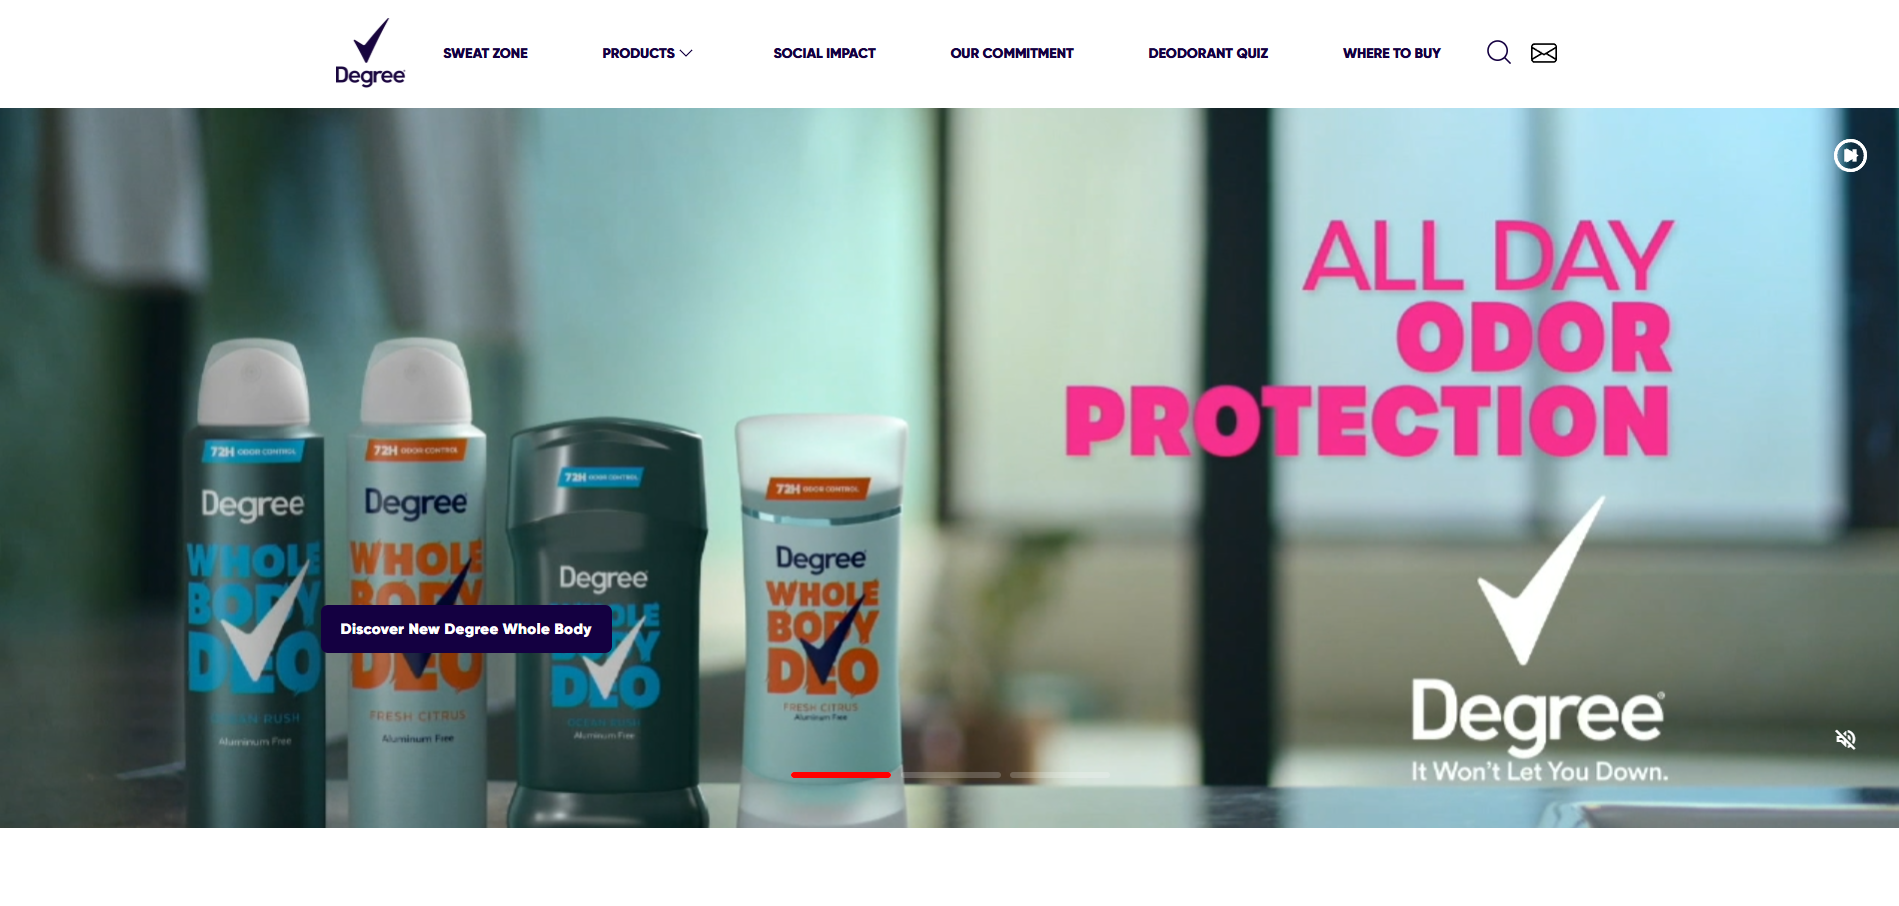 Degree
SWEAT ZONE
PRODUCTS
SOCIAL IMPACT
OUR COMMITMENT
DEODORANT QUIZ
WHERE TO BUY
ALL DAY
ODOR
PROTECTION
72H ODOR CONTROL
Degree
WHOLE
BODY
DEO
OCEAN RUSH
Aluminum Free
72H ODOR CONTROL
Degree
WHOLE
BODY
DEO
FRESH CITRUS
Aluminum Free
72H ODOR CONTROL
Degree
WHOLE
BODY
DEO
OCEAN RUSH
Aluminum Free
72H ODOR CONTROL
Degree
WHOLE
BODY
DEO
FRESH CITRUS
Aluminum Free
Discover New Degree Whole Body
Degree®
It Won't Let You Down.